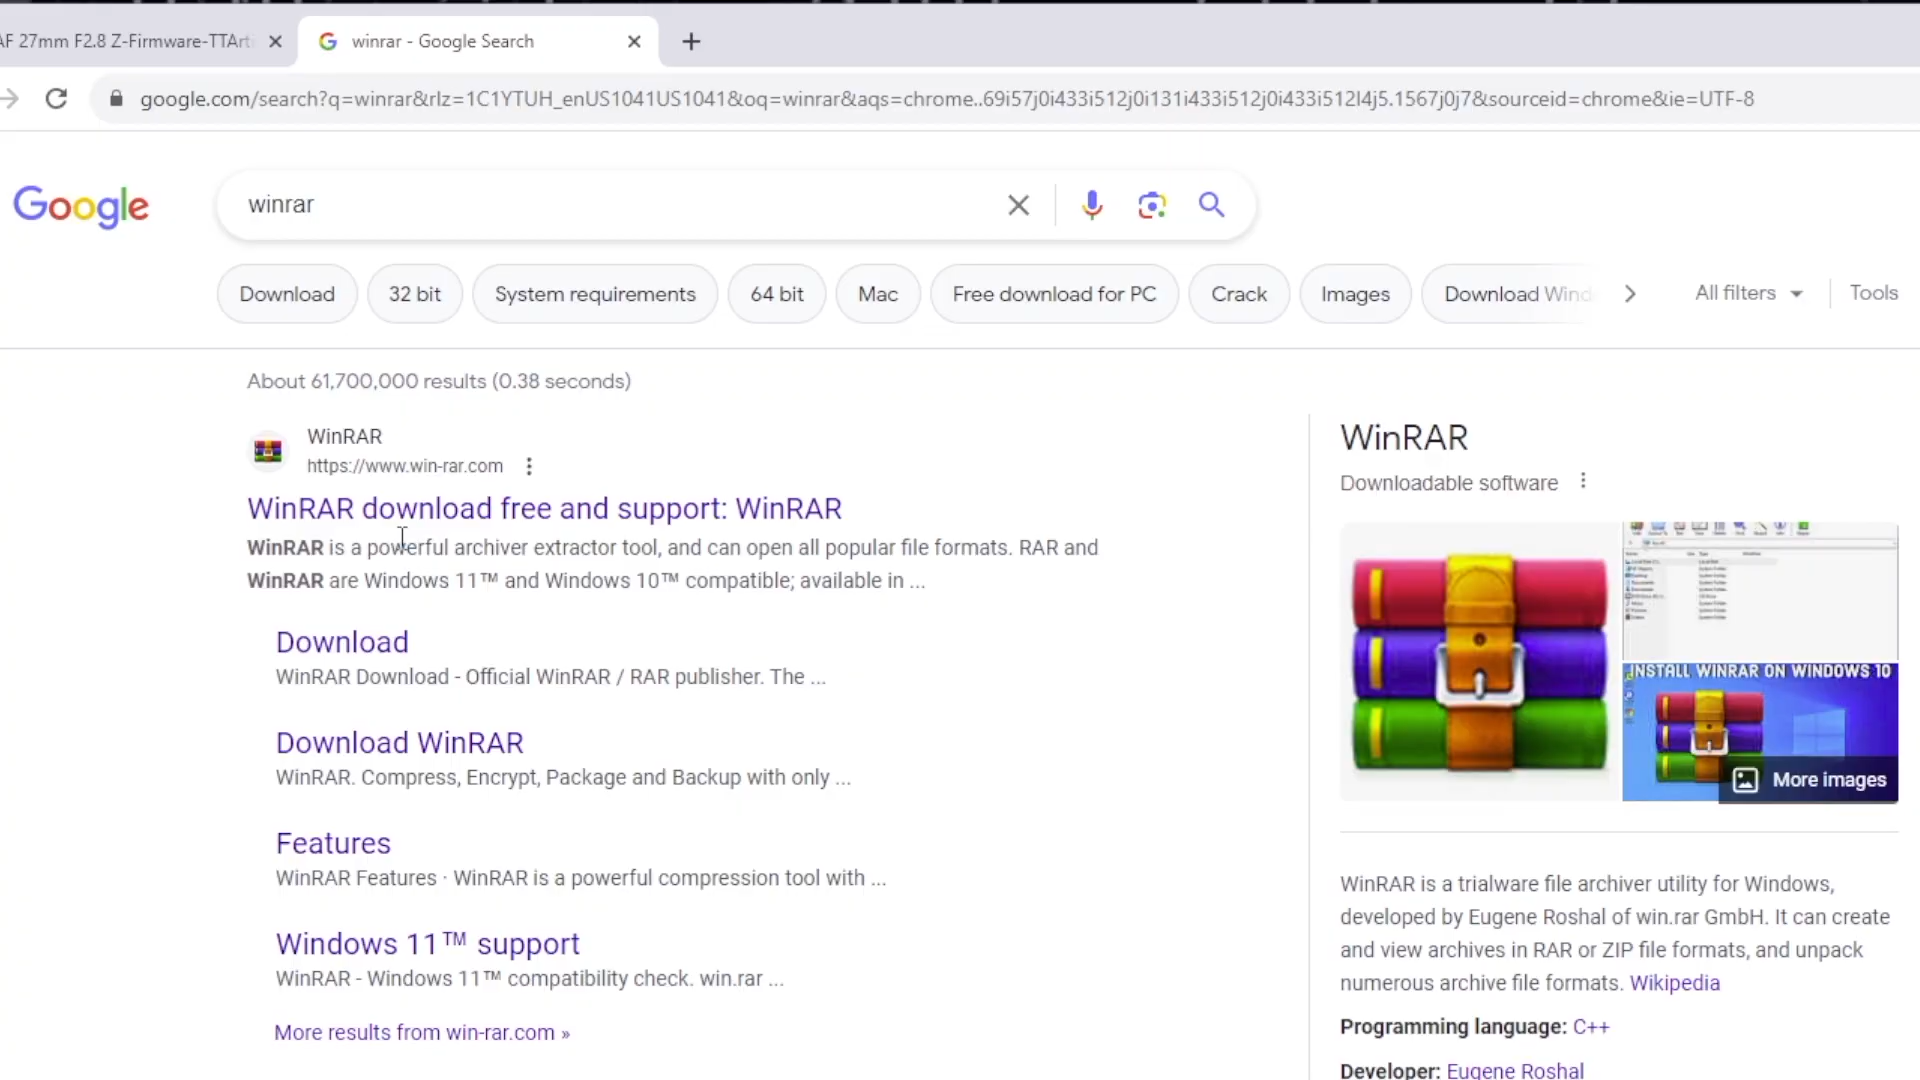 AF 27mm F2.8 Z-Firmware-TTArt
winrar - Google Search
google.com/search?q=winrar&rlz=1C1YTUH_enUS1041US1041&oq=winrar&aqs=chrome..69i57j0i433i512j0i131i433i512j0i433i512l4j5.1567j0j7&sourceid=chrome&ie=UTF-8
Google
winrar
Download
32 bit
System requirements
64 bit
Mac
Free download for PC
Crack
Images
Download Wind
All filters
Tools
About 61,700,000 results (0.38 seconds)
WinRAR
https://www.win-rar.com
WinRAR download free and support: WinRAR
WinRAR is a powerful archiver extractor tool, and can open all popular file formats. RAR and
WinRAR are Windows 11™ and Windows 10™ compatible; available in ...
Download
WinRAR Download - Official WinRAR / RAR publisher. The ...
Download WinRAR
WinRAR. Compress, Encrypt, Package and Backup with only ...
Features
WinRAR Features · WinRAR is a powerful compression tool with ...
Windows 11™ support
WinRAR - Windows 11™ compatibility check. win.rar ...
More results from win-rar.com »
WinRAR
Downloadable software
INSTALL WINRAR ON WINDOWS 10
More images
WinRAR is a trialware file archiver utility for Windows,
developed by Eugene Roshal of win.rar GmbH. It can create
and view archives in RAR or ZIP file formats, and unpack
numerous archive file formats. Wikipedia
Programming language: C++
Developer: Eugene Roshal